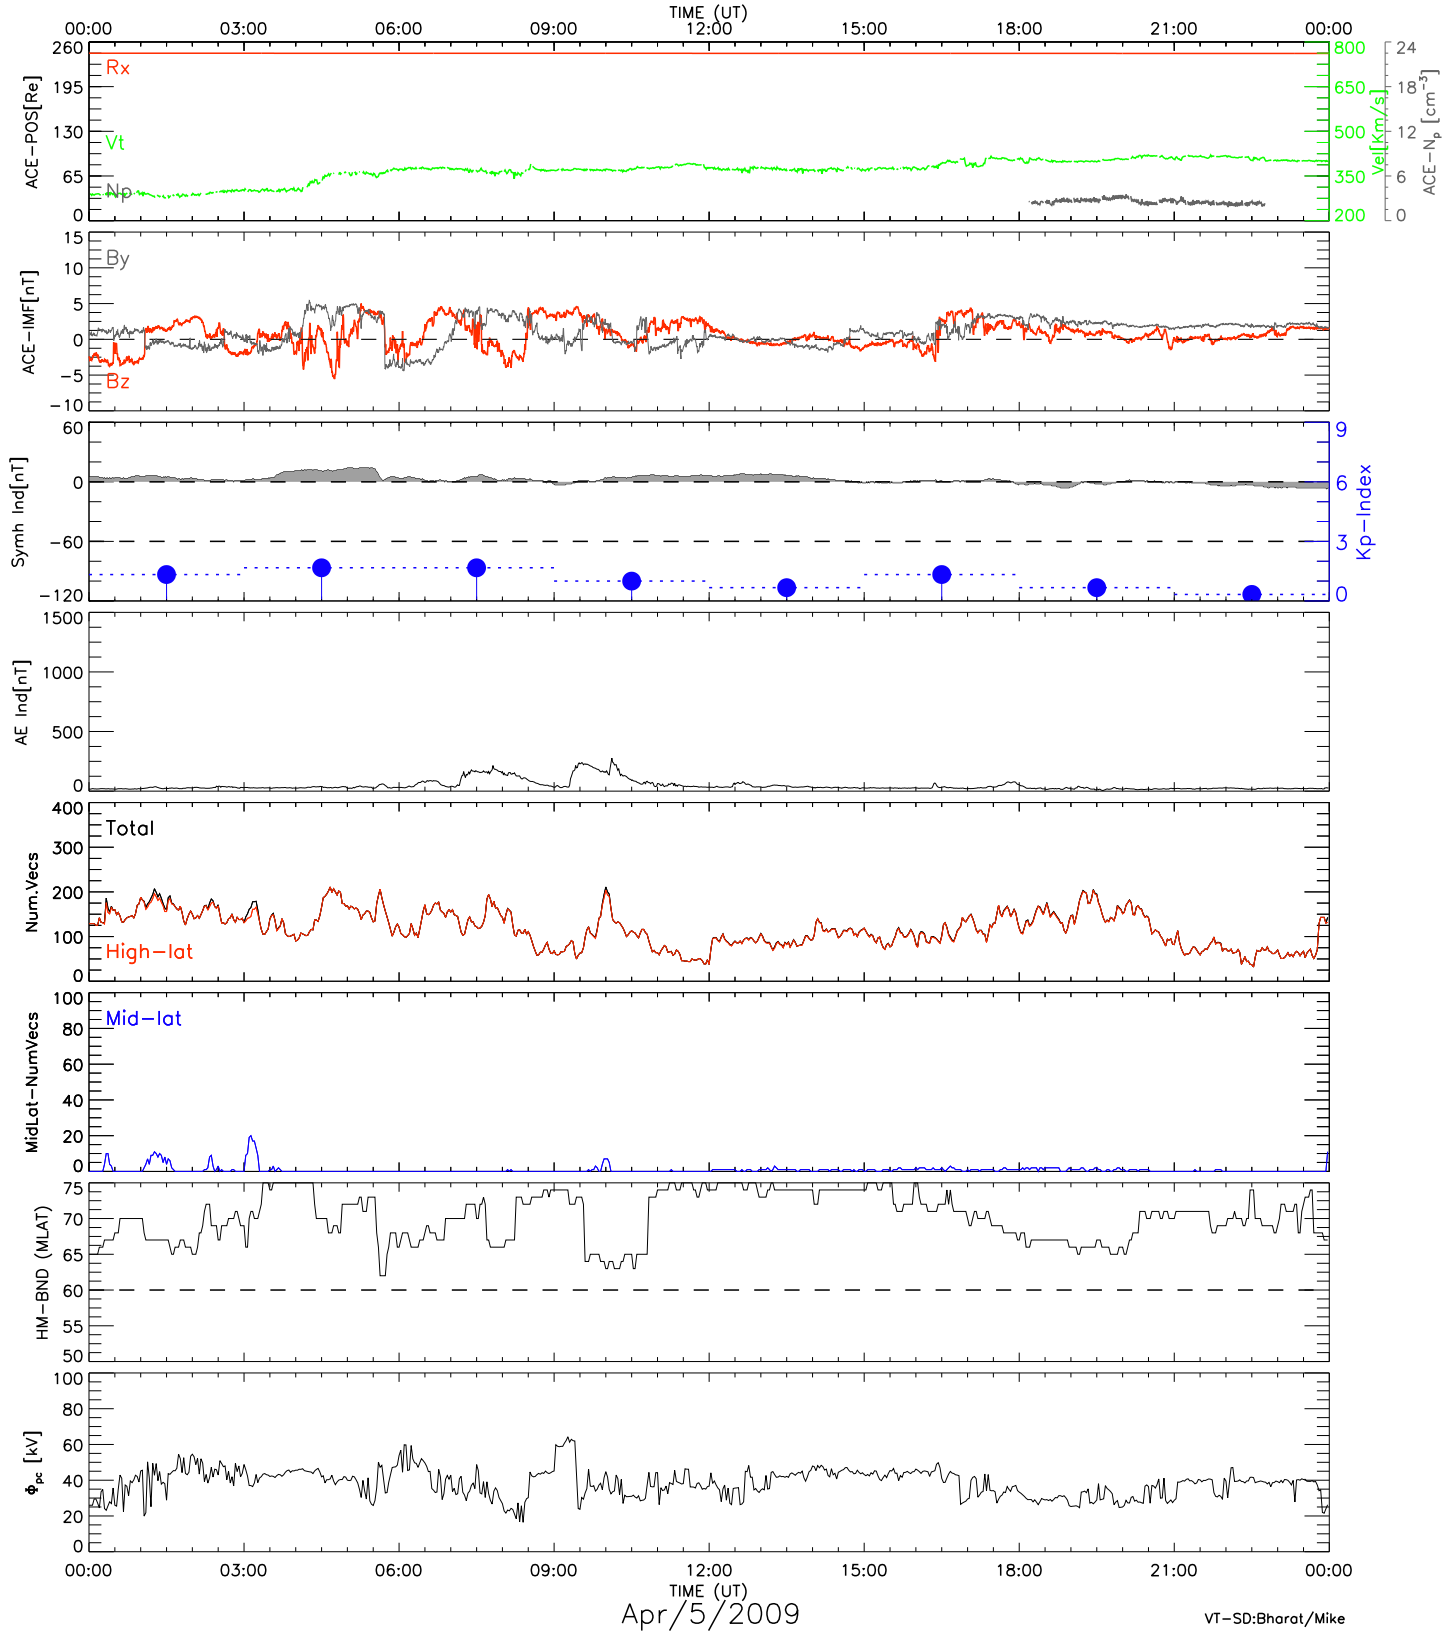 TIME (UT)
00:00 03:00 06:00 09:00 12:00 15:00 18:00 21:00 00:00
ACE-POS[Re]
260
195
130
65
0
Rx
Vt
Np
800
650
500
350
200
Vel[Km/s]
24
18
12
6
0
ACE-Np [cm-3]
ACE-IMF[nT]
15
10
5
0
-5
-10
By
Bz
Symh Ind[nT]
60
0
-60
-120
9
6
3
0
Kp-Index
AE Ind[nT]
1500
1000
500
0
Num.Vecs
400
300
200
100
0
Total
High-lat
MidLat-NumVecs
100
80
60
40
20
0
Mid-lat
HM-BND (MLAT)
75
70
65
60
55
50
Φpc [kV]
100
80
60
40
20
0
00:00 03:00 06:00 09:00 12:00 15:00 18:00 21:00 00:00
TIME (UT)
Apr/5/2009
VT-SD:Bharat/Mike